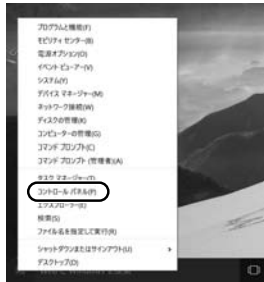 プログラムと機能(F)
モビリティ センター(B)
電源オプション(O)
イベント ビューアー(V)
システム(Y)
デバイス マネージャー(M)
ネットワーク接続(W)
ディスクの管理(K)
コンピューターの管理(G)
コマンド プロンプト(C)
コマンド プロンプト (管理者)(A)
タスク マネージャー(T)
コントロール パネル(P)
エクスプローラー(E)
検索(S)
ファイル名を指定して実行(R)
シャットダウンまたはサインアウト(U)
デスクトップ(D)